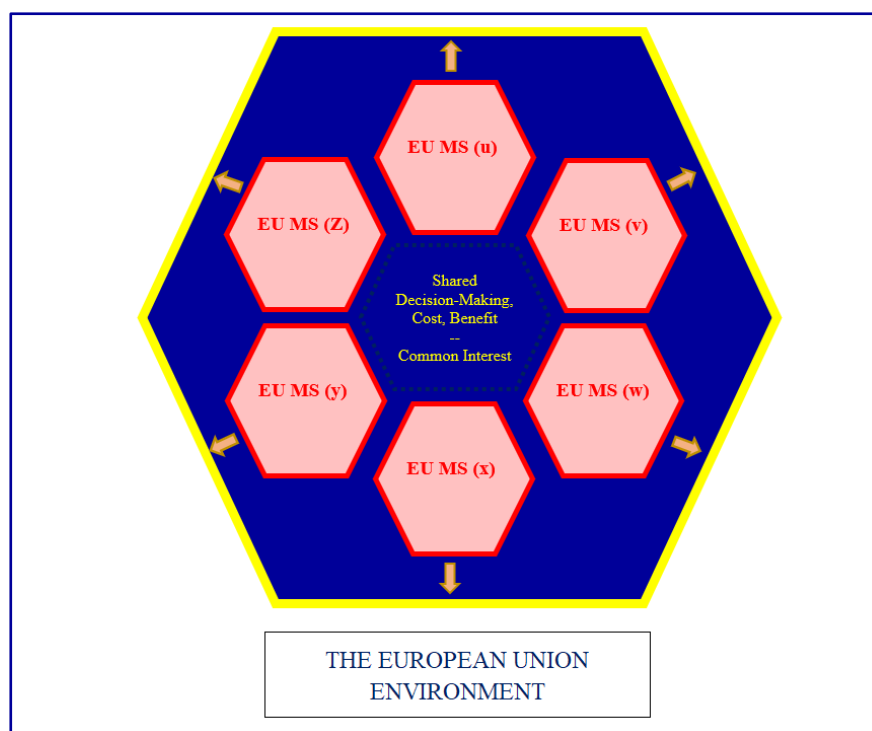 EU MS (u)
EU MS (Z)
EU MS (v)
Shared
Decision-Making,
Cost, Benefit
--
Common Interest
EU MS (y)
EU MS (w)
EU MS (x)
THE EUROPEAN UNION
ENVIRONMENT